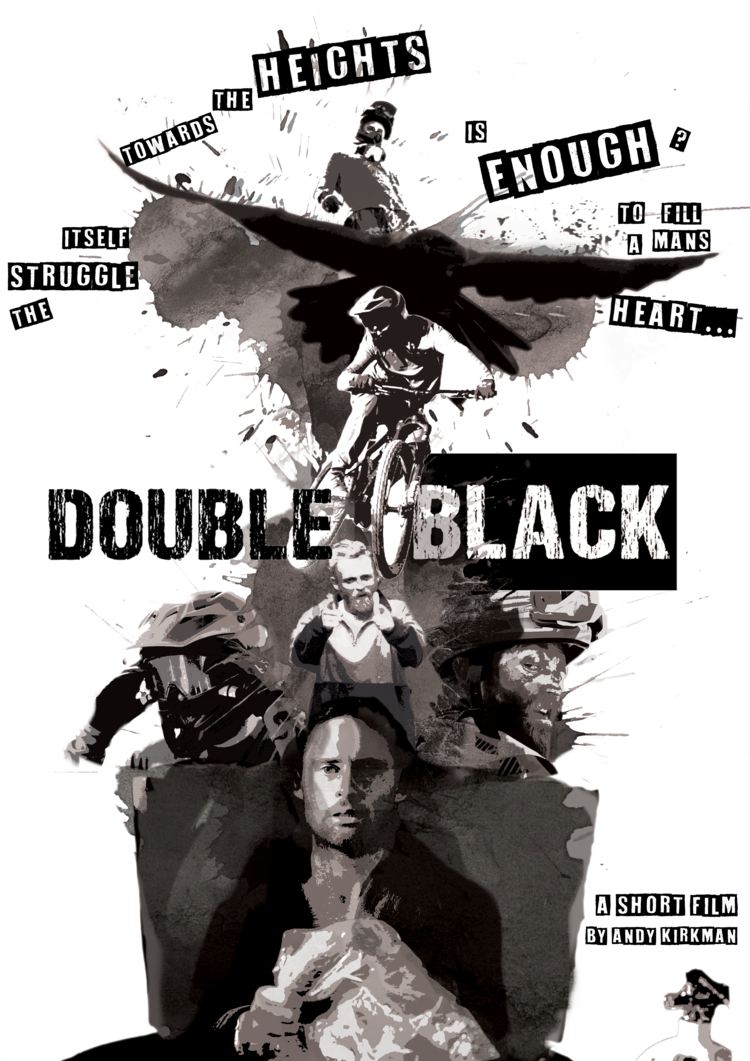 THE
STRUGGLE
ITSELF
TOWARDS
THE
HEIGHTS
IS
ENOUGH ?
TO FILL
A MANS
HEART...
DOUBLE BLACK
A SHORT FILM
BY ANDY KIRKMAN